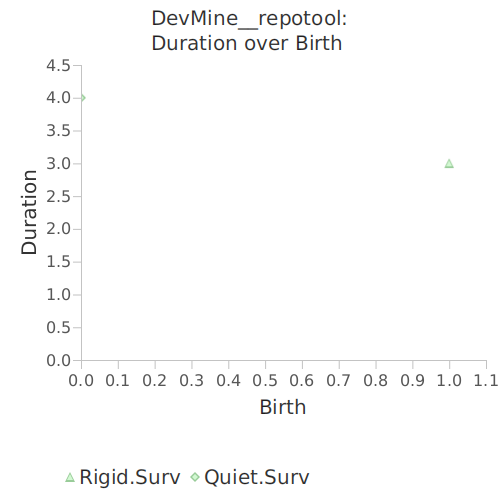 DevMine__repotool:
Duration over Birth
4.5
4.0
3.5
3.0
2.5
2.0
1.5
1.0
0.5
0.0
Duration
0.0 0.1 0.2 0.3 0.4 0.5 0.6 0.7 0.8 0.9 1.0 1.1
Birth
Rigid.Surv Quiet.Surv